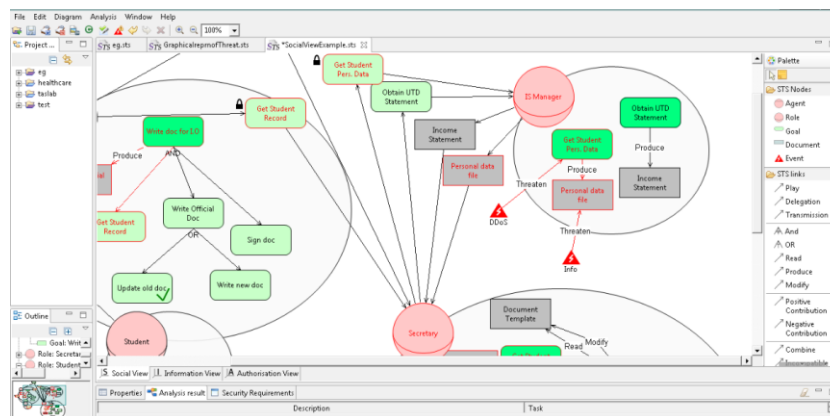 File Edit Diagram Analysis Window Help
100%
Project ...
eg.sts
GraphicalrepmofThreat.sts
*SocialViewExample.sts
eg
healthcare
taslab
test
Get Student
Pers. Data
Obtain UTD
Statement
IS Manager
Get Student
Record
Write doc for I.O
Produce
AND
Income
Statement
Personal data
file
Get Student
Pers. Data
Obtain UTD
Statement
Produce
Produce
Threaten
Personal data
file
Income
Statement
DDoS
Threaten
Info
Get Student
Record
Write Official
Doc
OR
Sign doc
Update old doc
Write new doc
Student
Secretary
Document
Template
Read
Modify
Palette
STS Nodes
Agent
Role
Goal
Document
Event
STS links
Play
Delegation
Transmission
And
OR
Read
Produce
Modify
Positive
Contribution
Negative
Contribution
Combine
Outline
Goal: Writ
Role: Secretar
Role: Student
Social View
Information View
Authorisation View
Properties
Analysis result
Security Requirements
Description
Task